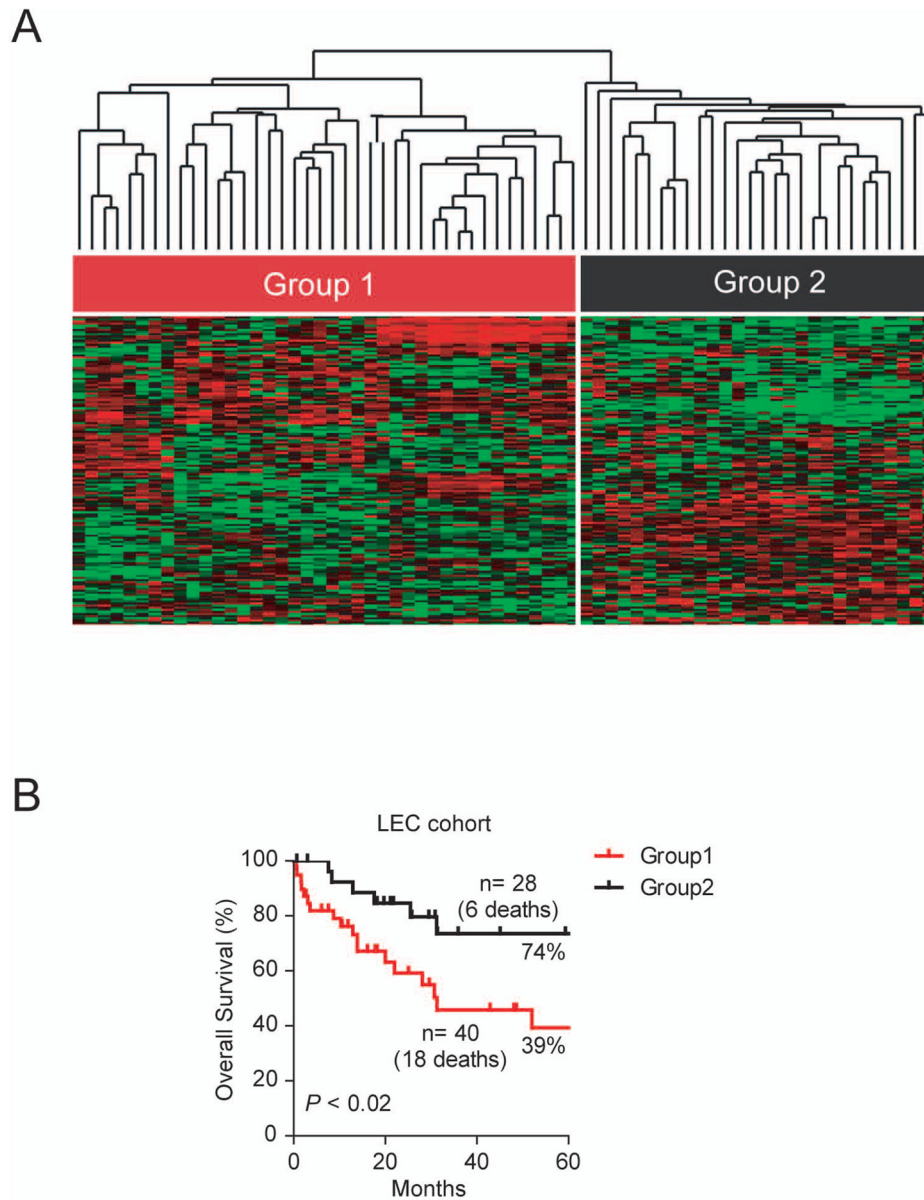 A
Group 1
Group 2
B
LEC cohort
Group1
Group2
Overall Survival (%)
100
80
60
40
20
0
n= 28
(6 deaths)
74%
n= 40
(18 deaths)
39%
P < 0.02
0
20
40
60
Months